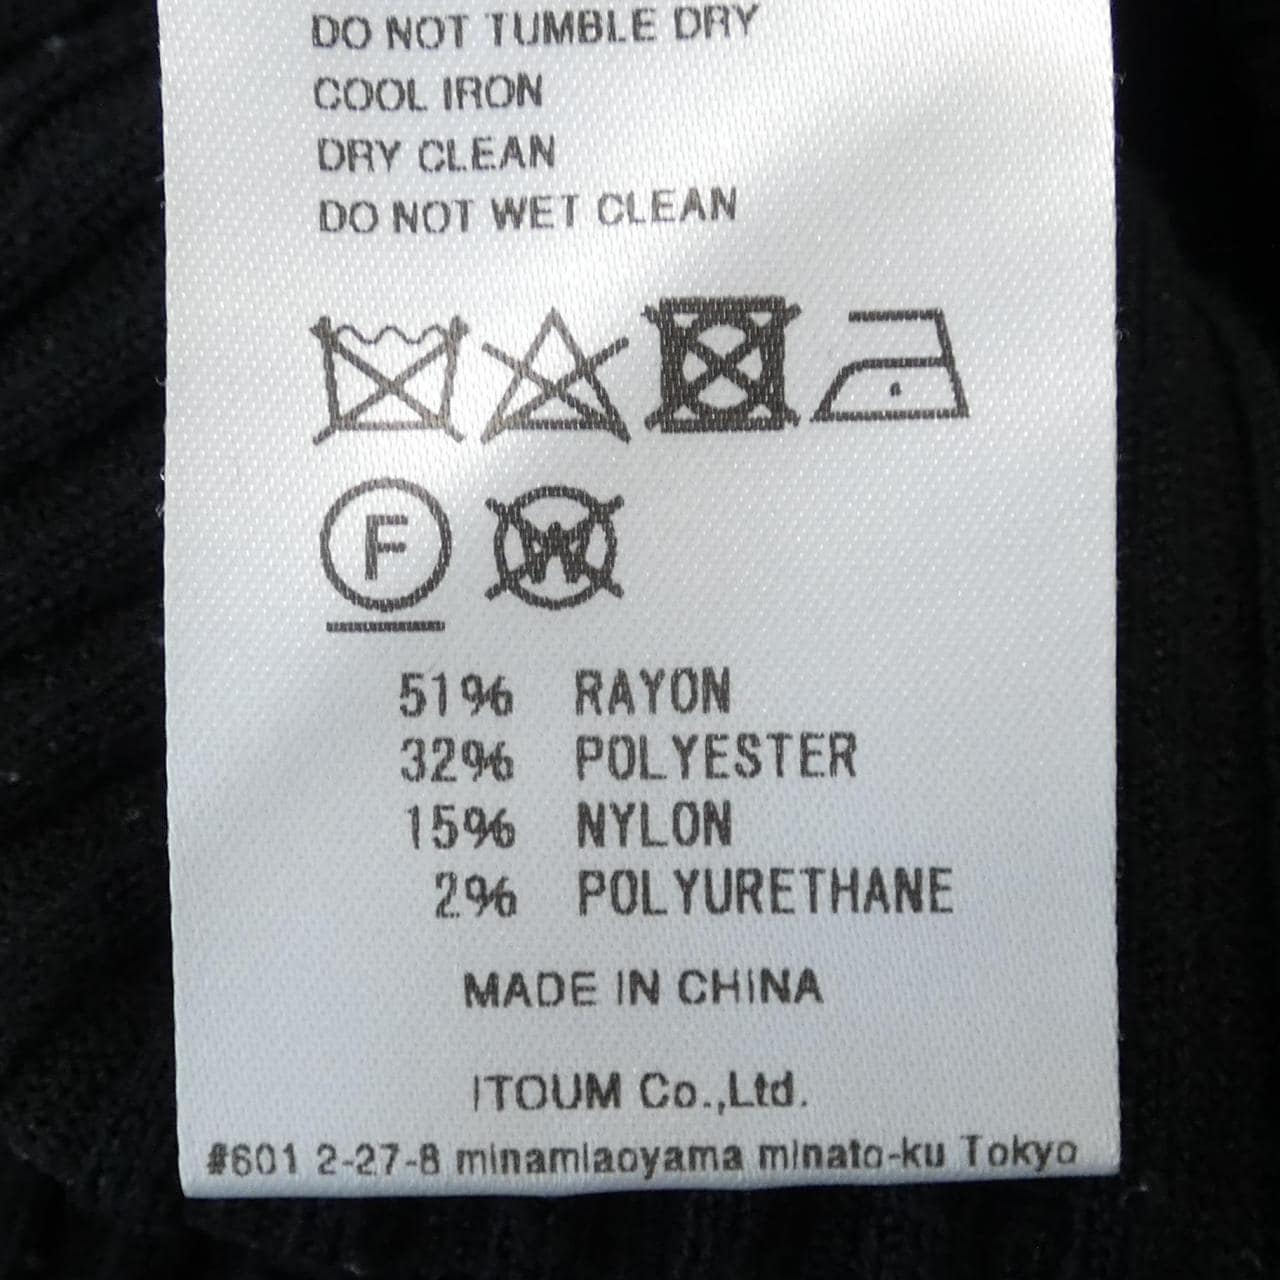 DO NOT TUMBLE DRY
COOL IRON
DRY CLEAN
DO NOT WET CLEAN
F W
51% RAYON
32% POLYESTER
15% NYLON
2% POLYURETHANE
MADE IN CHINA
ITOUM Co.,Ltd.
#601 2-27-8 minamiaoyama minato-ku Tokyo